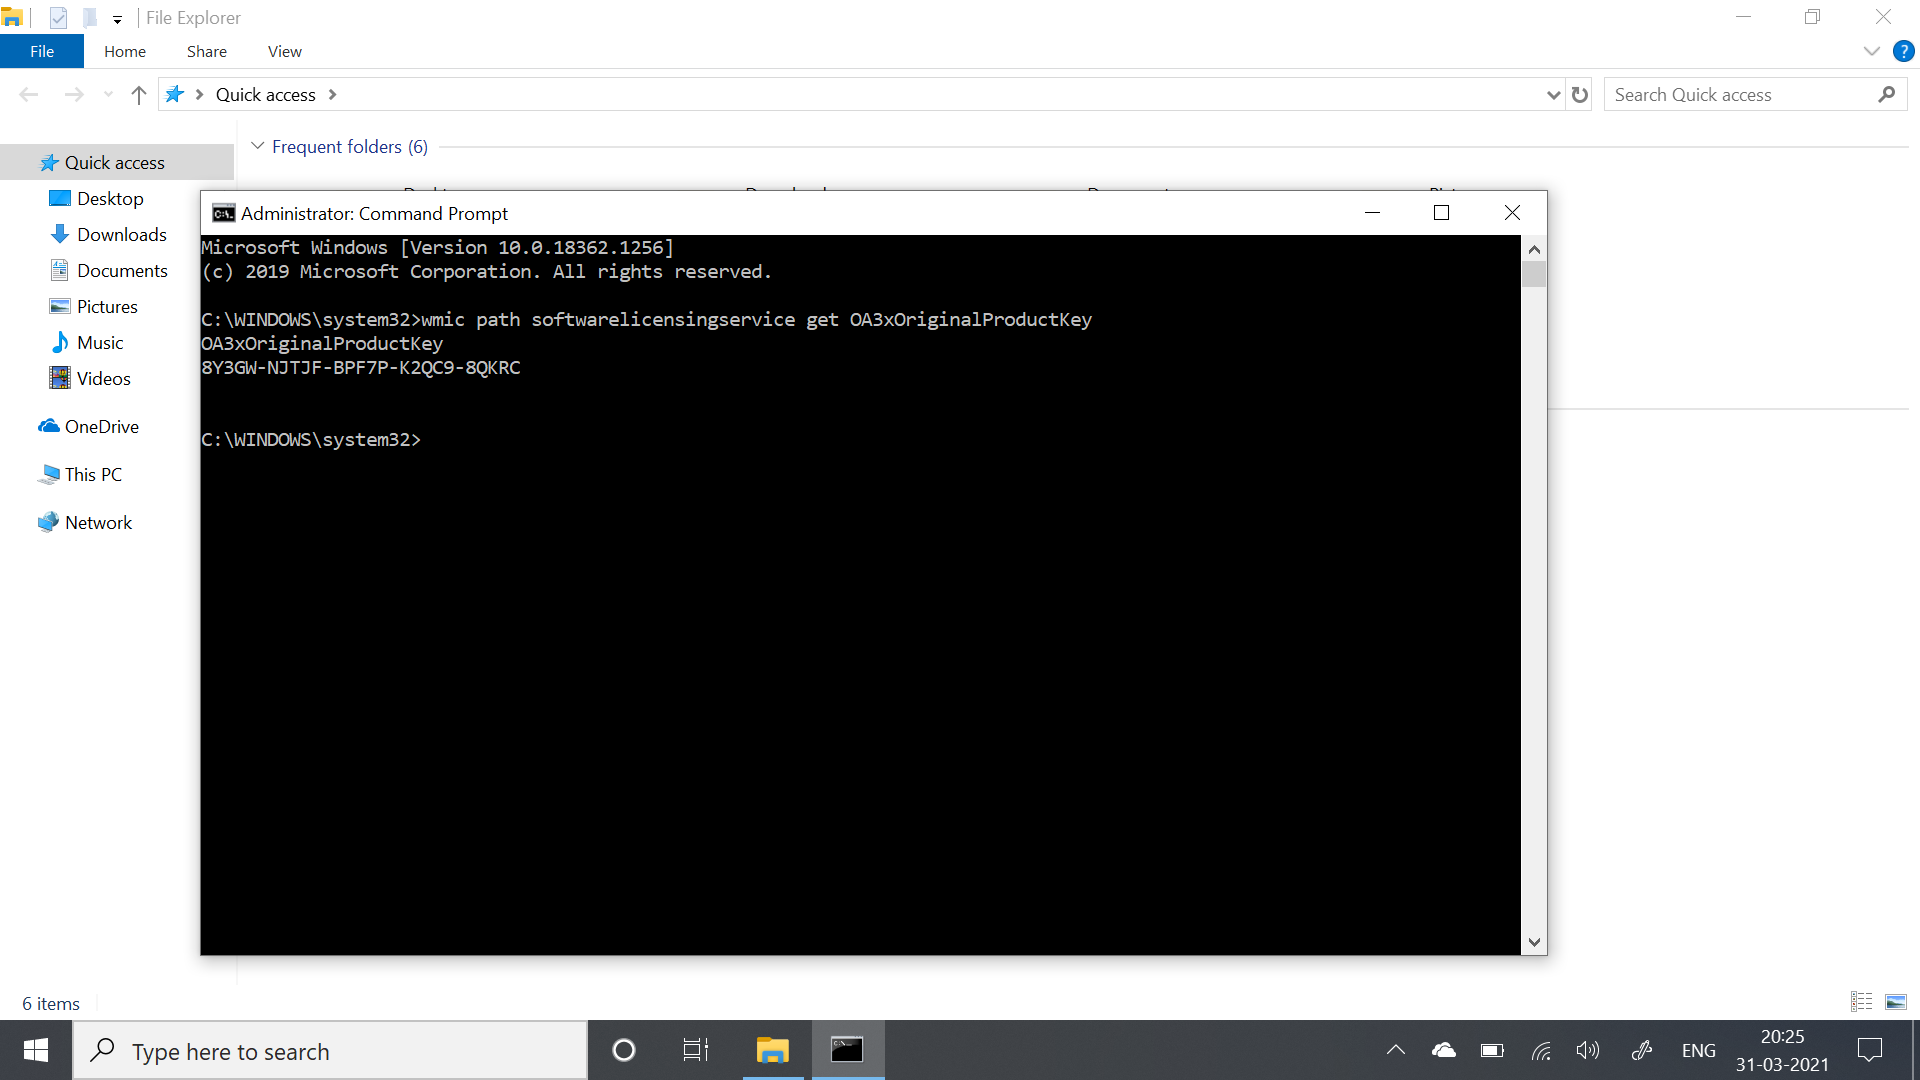 File Explorer
File Home Share View
Quick access
Search Quick access
Frequent folders (6)
Quick access
Desktop
Downloads
Documents
Pictures
Music
Videos
OneDrive
This PC
Network
Administrator: Command Prompt
Microsoft Windows [Version 10.0.18362.1256]
(c) 2019 Microsoft Corporation. All rights reserved.
C:\WINDOWS\system32>wmic path softwarelicensingservice get OA3xOriginalProductKey
OA3xOriginalProductKey
8Y3GW-NJTJF-BPF7P-K2QC9-8QKRC
C:\WINDOWS\system32>
6 items
Type here to search
ENG
20:25
31-03-2021